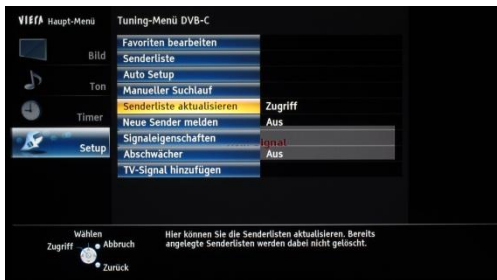 VIErA Haupt-Menü
Tuning-Menü DVB-C
Bild
Ton
Timer
Setup
Favoriten bearbeiten
Senderliste
Auto Setup
Manueller Suchlauf
Senderliste aktualisieren Zugriff
Neue Sender melden Aus
Signaleigenschaften
Abschwächer Aus
TV-Signal hinzufügen
Wählen
Zugriff Abbruch
Zurück
Hier können Sie die Senderlisten aktualisieren. Bereits
angelegte Senderlisten werden dabei nicht gelöscht.